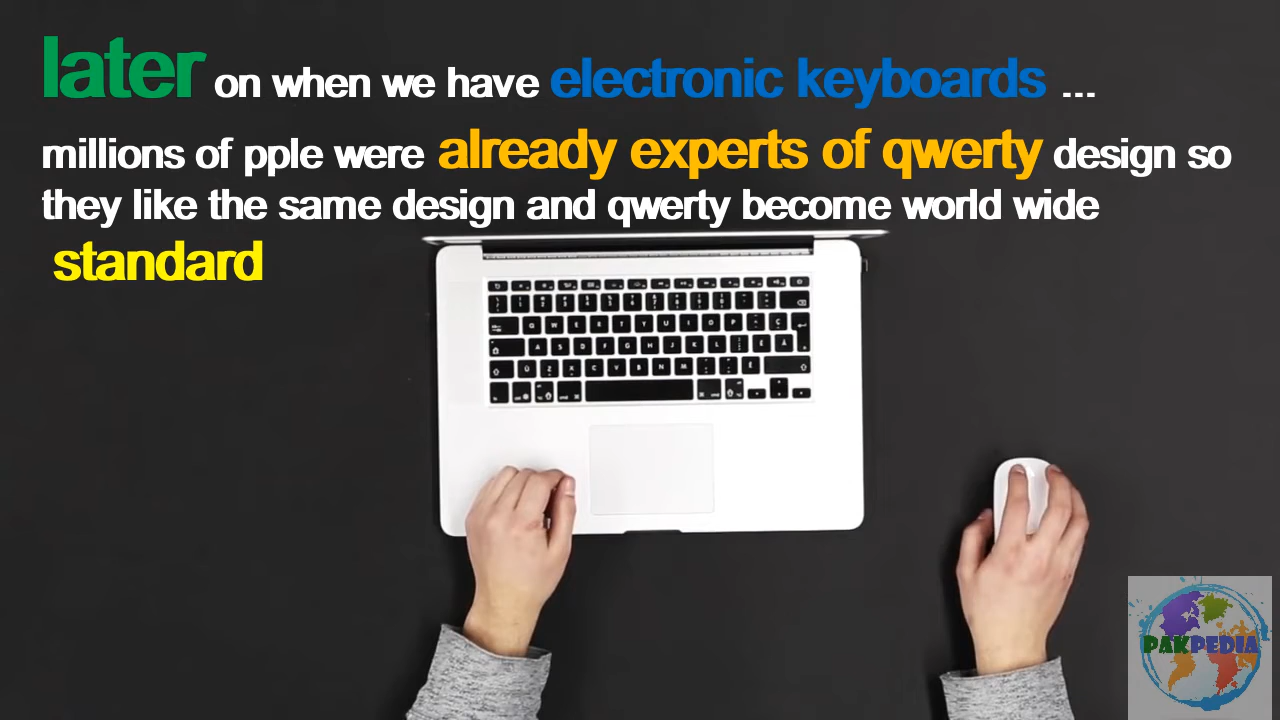 later on when we have electronic keyboards ...
millions of pple were already experts of qwerty design so
they like the same design and qwerty become world wide
standard
PAKPEDIA